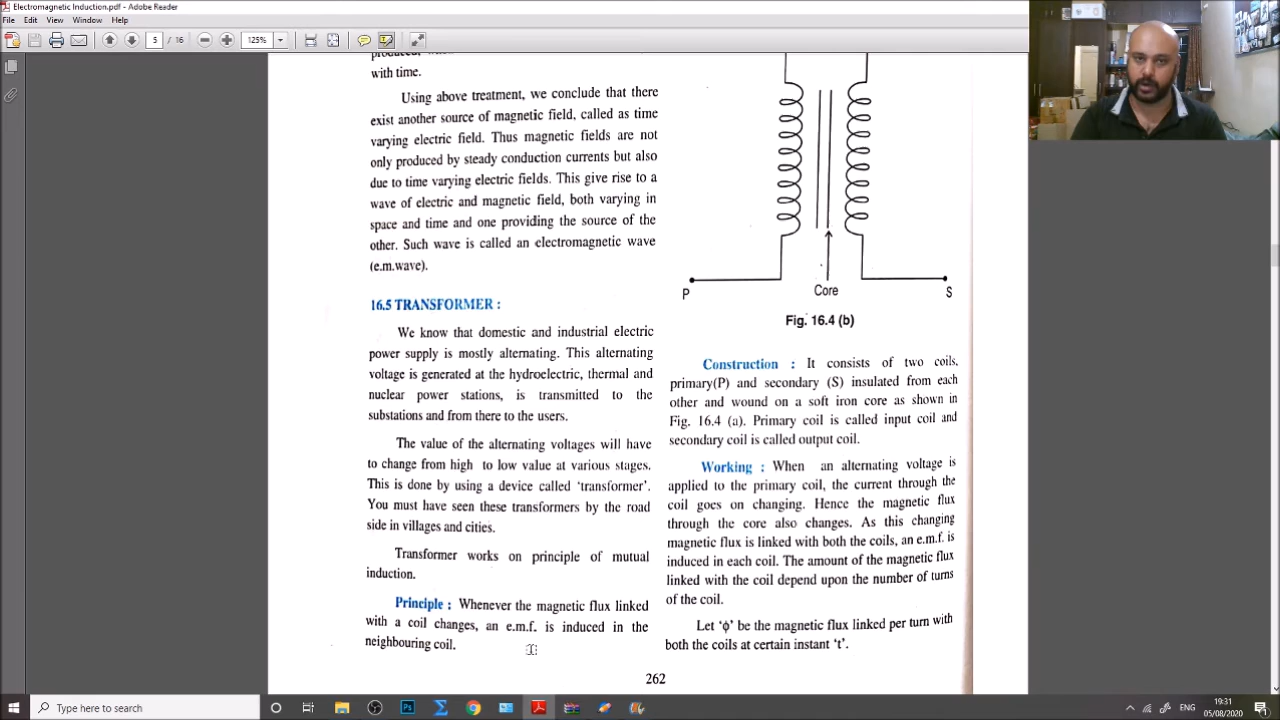 Electromagnetic Induction.pdf - Adobe Reader
File Edit View Window Help
5 / 16 125%
with time.
Using above treatment, we conclude that there
exist another source of magnetic field, called as time
varying electric field. Thus magnetic fields are not
only produced by steady conduction currents but also
due to time varying electric fields. This give rise to a
wave of electric and magnetic field, both varying in
space and time and one providing the source of the
other. Such wave is called an electromagnetic wave
(e.m.wave).
16.5 TRANSFORMER :
We know that domestic and industrial electric
power supply is mostly alternating. This alternating
voltage is generated at the hydroelectric, thermal and
nuclear power stations, is transmitted to the
substations and from there to the users.
The value of the alternating voltages will have
to change from high to low value at various stages.
This is done by using a device called ‘transformer’.
You must have seen these transformers by the road
side in villages and cities.
Transformer works on principle of mutual
induction.
Principle : Whenever the magnetic flux linked
with a coil changes, an e.m.f. is induced in the
neighbouring coil.
P Core S
Fig. 16.4 (b)
Construction : It consists of two coils,
primary(P) and secondary (S) insulated from each
other and wound on a soft iron core as shown in
Fig. 16.4 (a). Primary coil is called input coil and
secondary coil is called output coil.
Working : When an alternating voltage is
applied to the primary coil, the current through the
coil goes on changing. Hence the magnetic flux
through the core also changes. As this changing
magnetic flux is linked with both the coils, an e.m.f. is
induced in each coil. The amount of the magnetic flux
linked with the coil depend upon the number of turns
of the coil.
Let ‘ϕ’ be the magnetic flux linked per turn with
both the coils at certain instant ‘t’.
262
Type here to search
ENG
19:31
05/08/2020